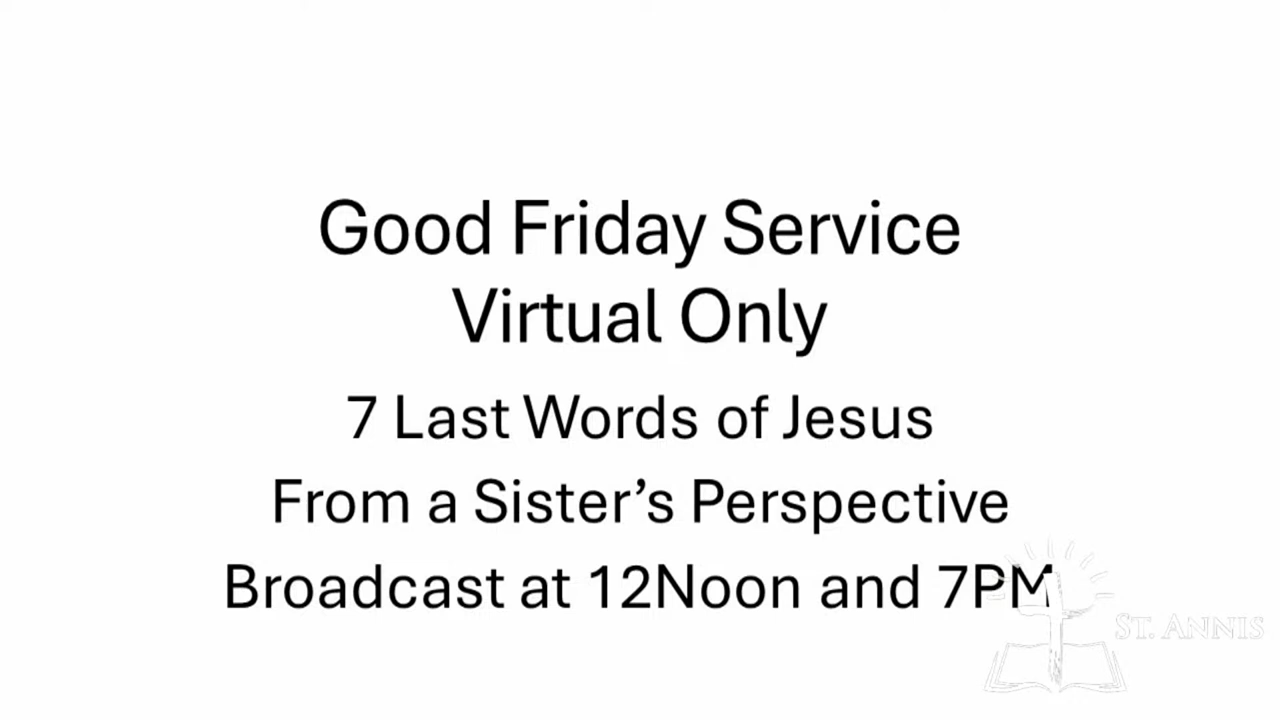 Good Friday Service
Virtual Only
7 Last Words of Jesus
From a Sister’s Perspective
Broadcast at 12Noon and 7PM
ST. ANNIS